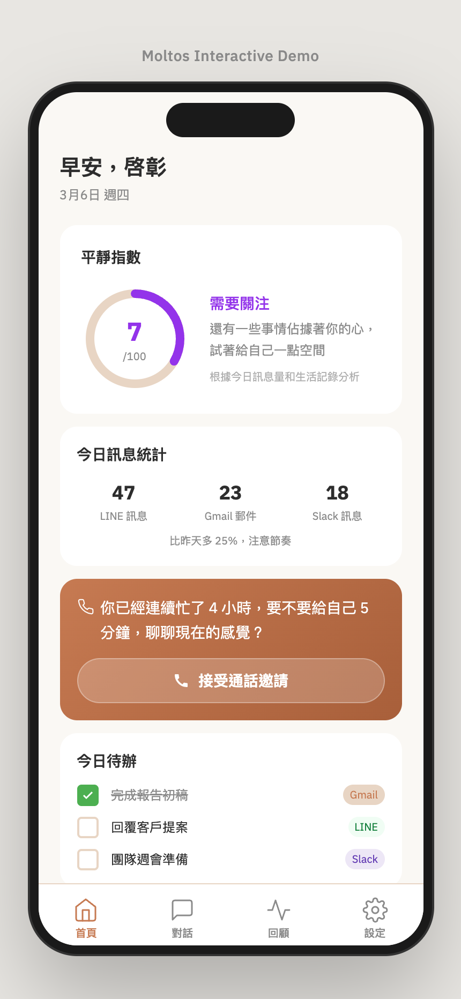 Moltos Interactive Demo
早安，啓彰
3月6日 週四
平靜指數
7
/100
需要關注
還有一些事情佔據著你的心，
試著給自己一點空間
根據今日訊息量和生活記錄分析
今日訊息統計
47
LINE 訊息
23
Gmail 郵件
18
Slack 訊息
比昨天多 25%，注意節奏
你已經連續忙了 4 小時，要不要給自己 5
分鐘，聊聊現在的感覺？
接受通話邀請
今日待辦
完成報告初稿
Gmail
回覆客戶提案
LINE
團隊週會準備
Slack
首頁
對話
回顧
設定